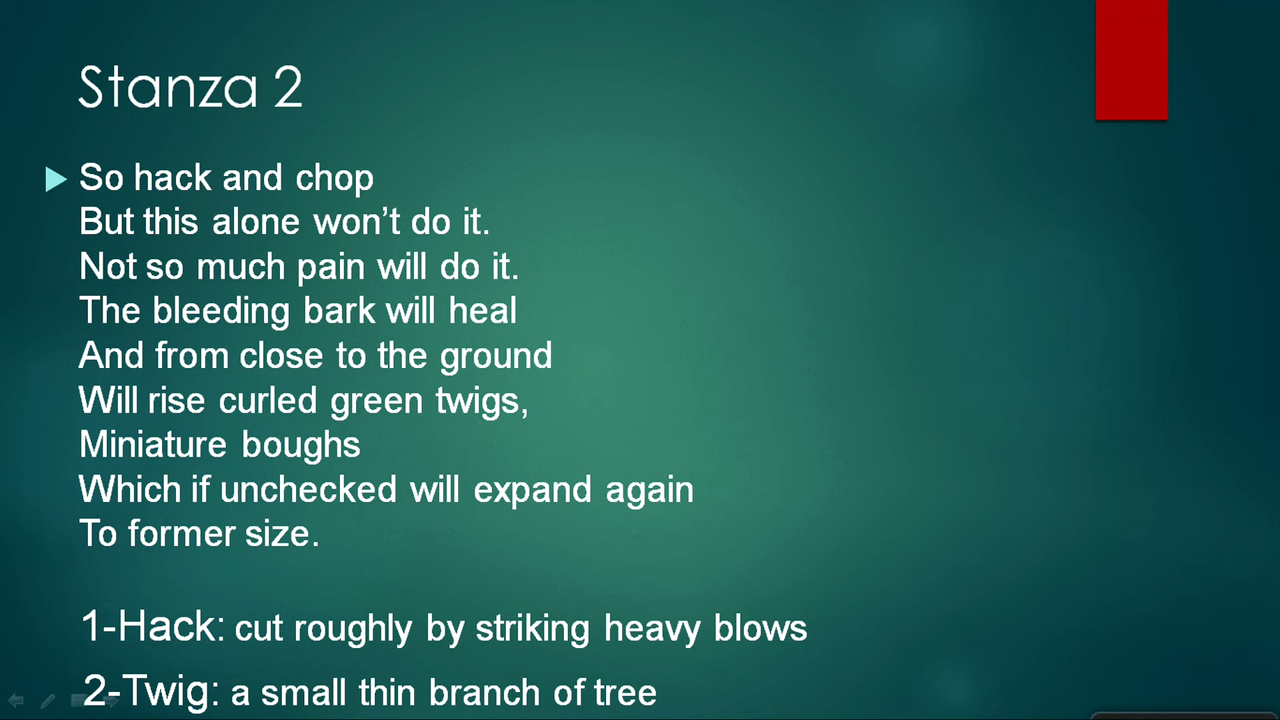 Stanza 2
So hack and chop
But this alone won’t do it.
Not so much pain will do it.
The bleeding bark will heal
And from close to the ground
Will rise curled green twigs,
Miniature boughs
Which if unchecked will expand again
To former size.
1-Hack: cut roughly by striking heavy blows
2-Twig: a small thin branch of tree